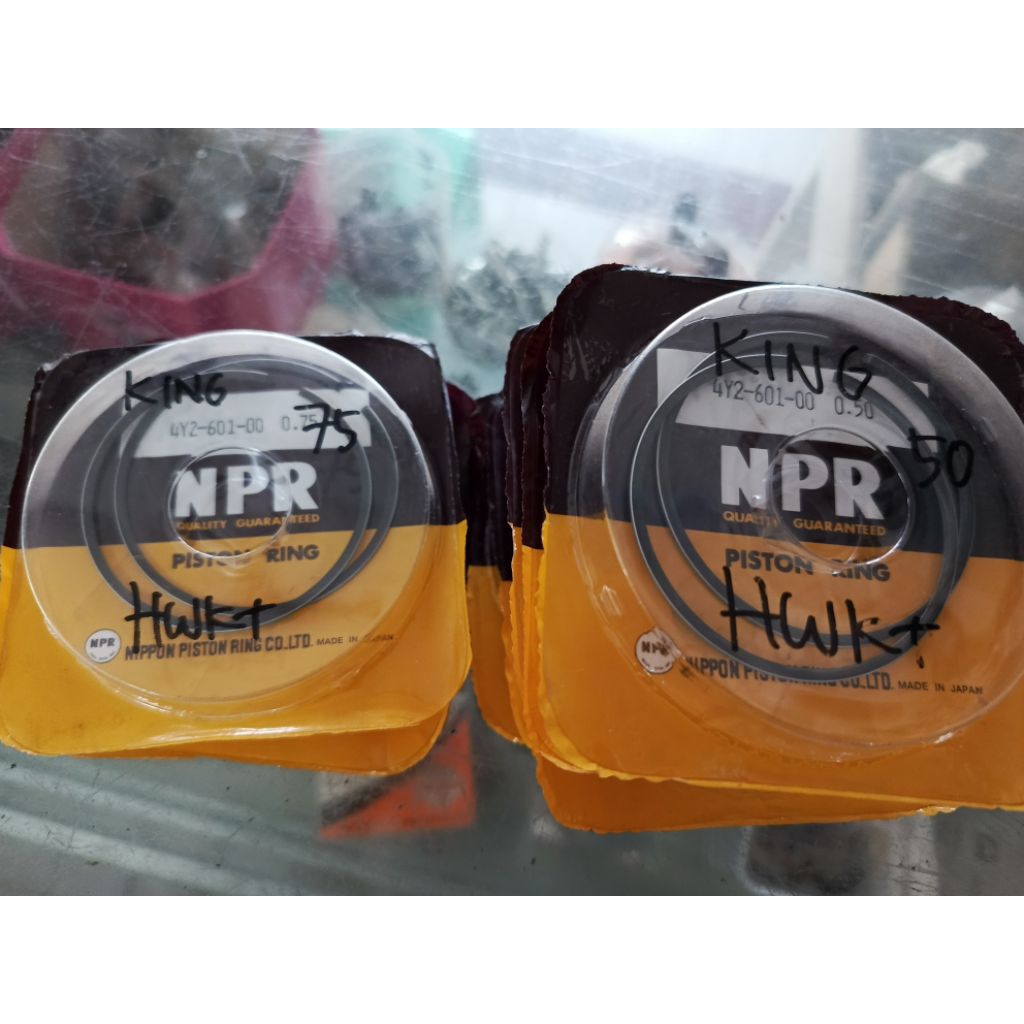 KING
4Y2-601-00 0.75
75
NPR
QUALITY GUARANTEED
PISTON RING
HWK+
NPR
NIPPON PISTON RING CO.LTD. MADE IN JAPAN
KING
4Y2-601-00 0.50
50
NPR
QUALITY GUARANTEED
PISTON RING
HWK+
NPR
NIPPON PISTON RING CO.LTD. MADE IN JAPAN